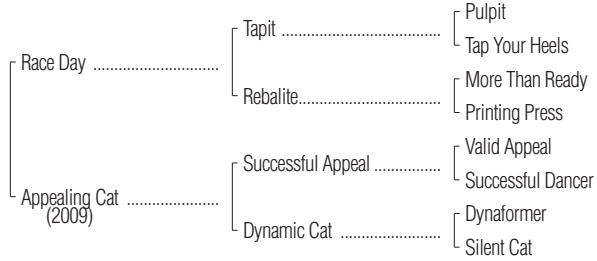 Pulpit
Tapit ......................................
Tap Your Heels
Race Day ..................................
More Than Ready
Rebalite......................................
Printing Press
Valid Appeal
Successful Appeal ..................
Successful Dancer
Appealing Cat .........................
(2009)
Dynaformer
Dynamic Cat ...........................
Silent Cat